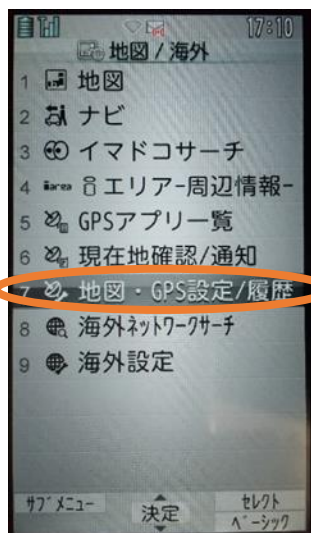 17:10
地図/海外
1 地図
2 ナビ
3 イマドコサーチ
4 iarea iエリア-周辺情報-
5 GPSアプリ一覧
6 現在地確認/通知
7 地図・GPS設定/履歴
8 海外ネットワークサーチ
9 海外設定
サブメニュー 決定 セレクト
ベーシック